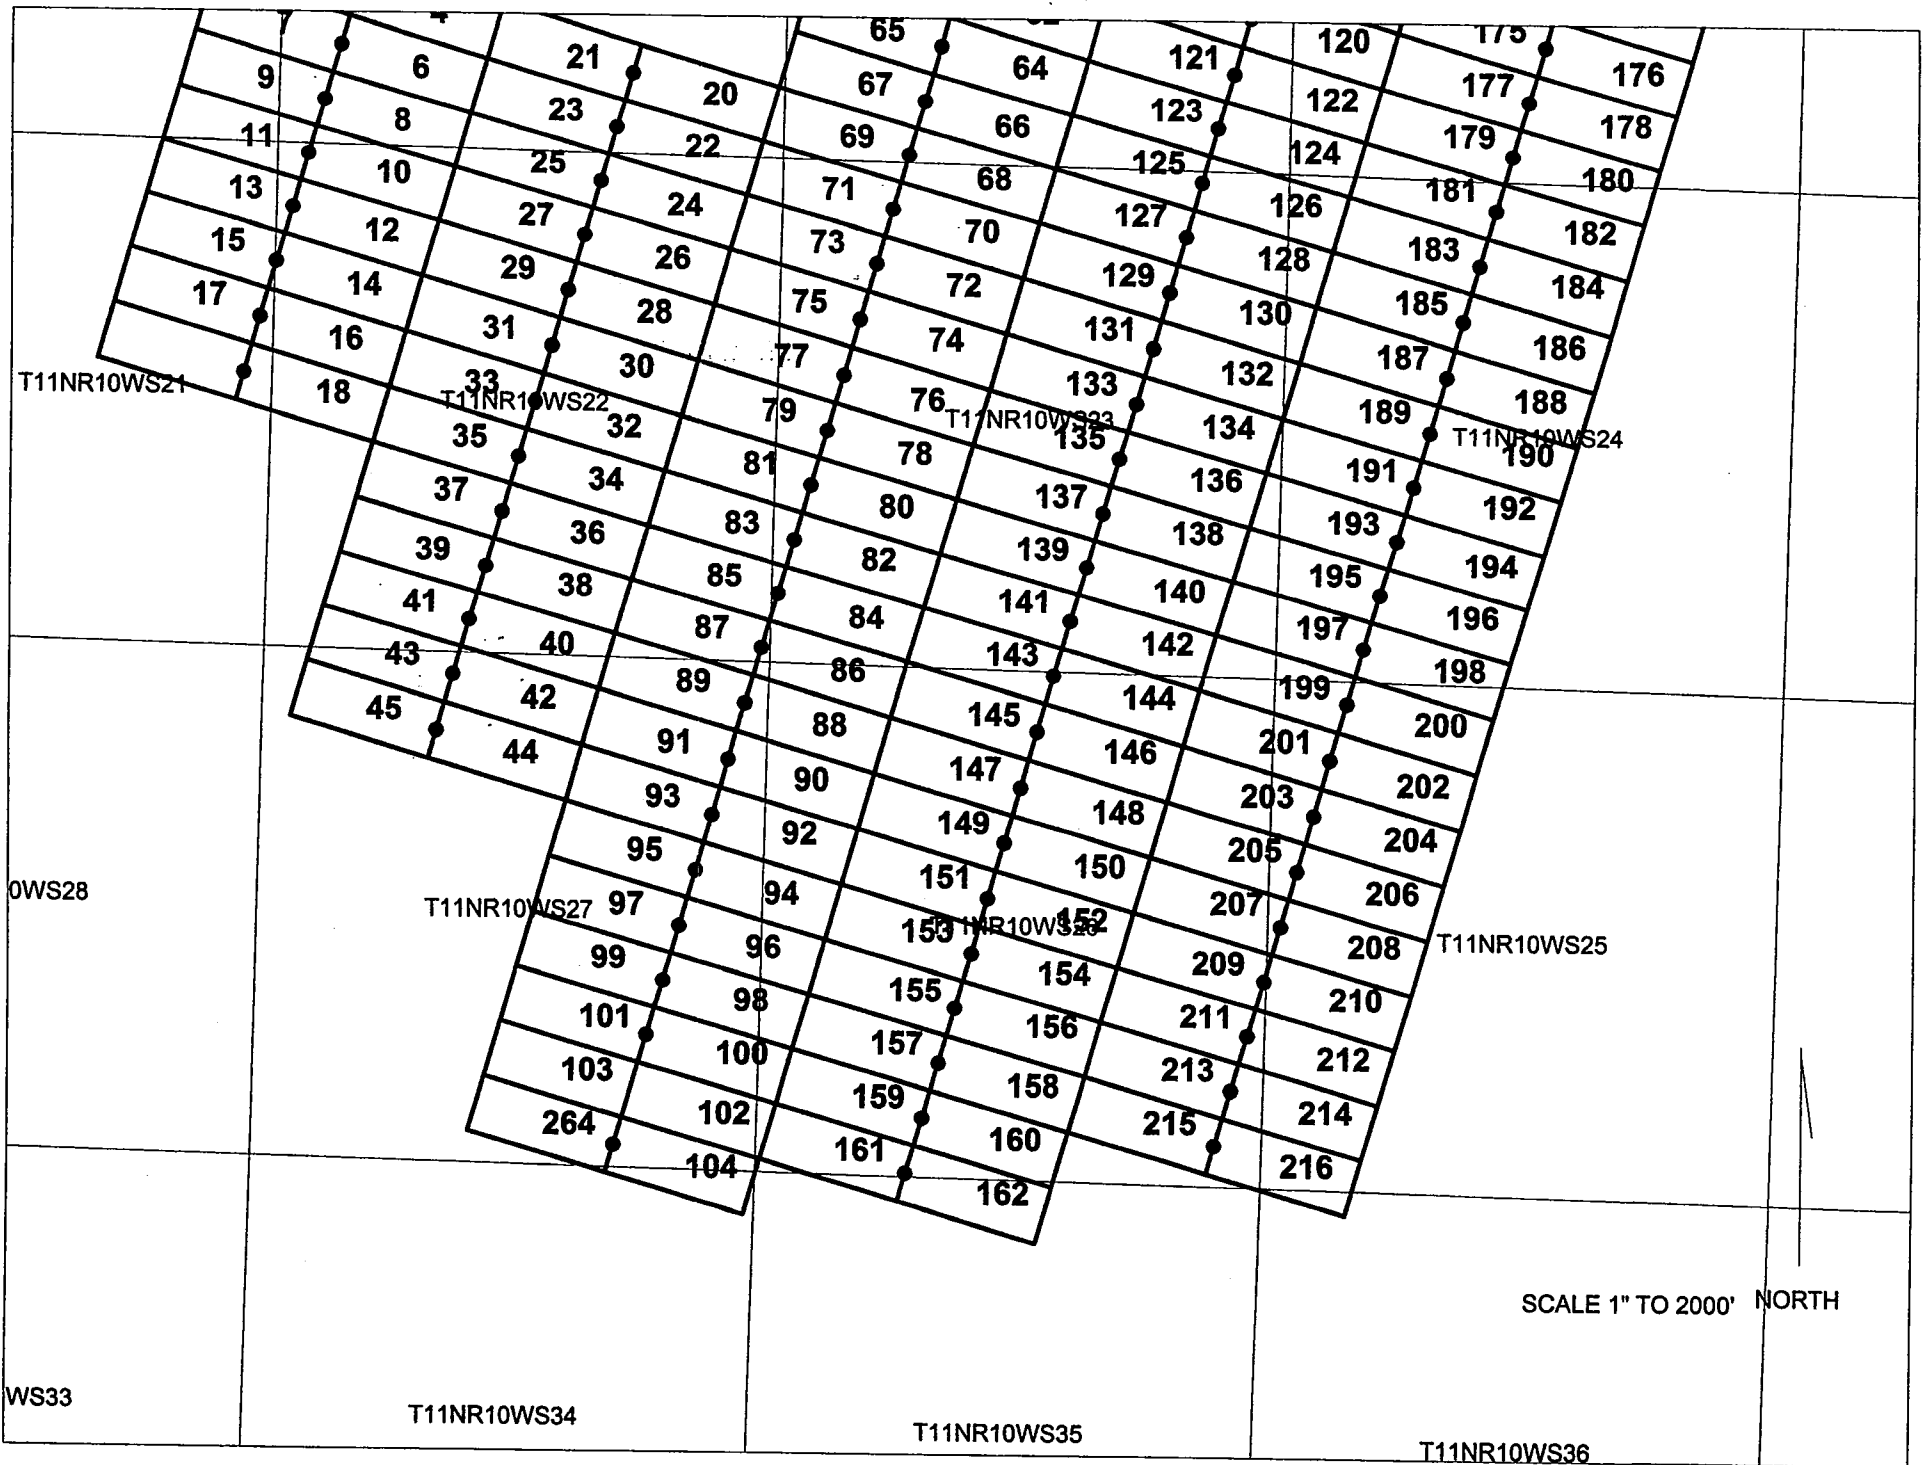 7 4 65 62 120 175
9 6 21 20 67 64 121 122 177 176
11 8 23 22 69 66 123 124 179 178
13 10 25 24 71 68 125 126 181 180
15 12 27 26 73 70 127 128 183 182
17 14 29 28 75 72 129 130 185 184
16 31 30 77 74 131 132 187 186
18 33 32 79 76 133 134 189 188
T11NR10WS21 T11NR10WS22 T11NR10WS23 T11NR10WS24
35 34 81 78 135 136 191 190
37 36 83 80 137 138 193 192
39 38 85 82 139 140 195 194
41 40 87 84 141 142 197 196
43 42 89 86 143 144 199 198
45 44 91 88 145 146 201 200
93 90 147 148 203 202
95 92 149 150 205 204
97 94 151 152 207 206
0WS28 T11NR10WS27 T11NR10WS26 T11NR10WS25
99 96 153 154 209 208
101 98 155 156 211 210
103 100 157 158 213 212
264 102 159 160 215 214
104 161 162 216
SCALE 1" TO 2000' NORTH
WS33 T11NR10WS34 T11NR10WS35 T11NR10WS36